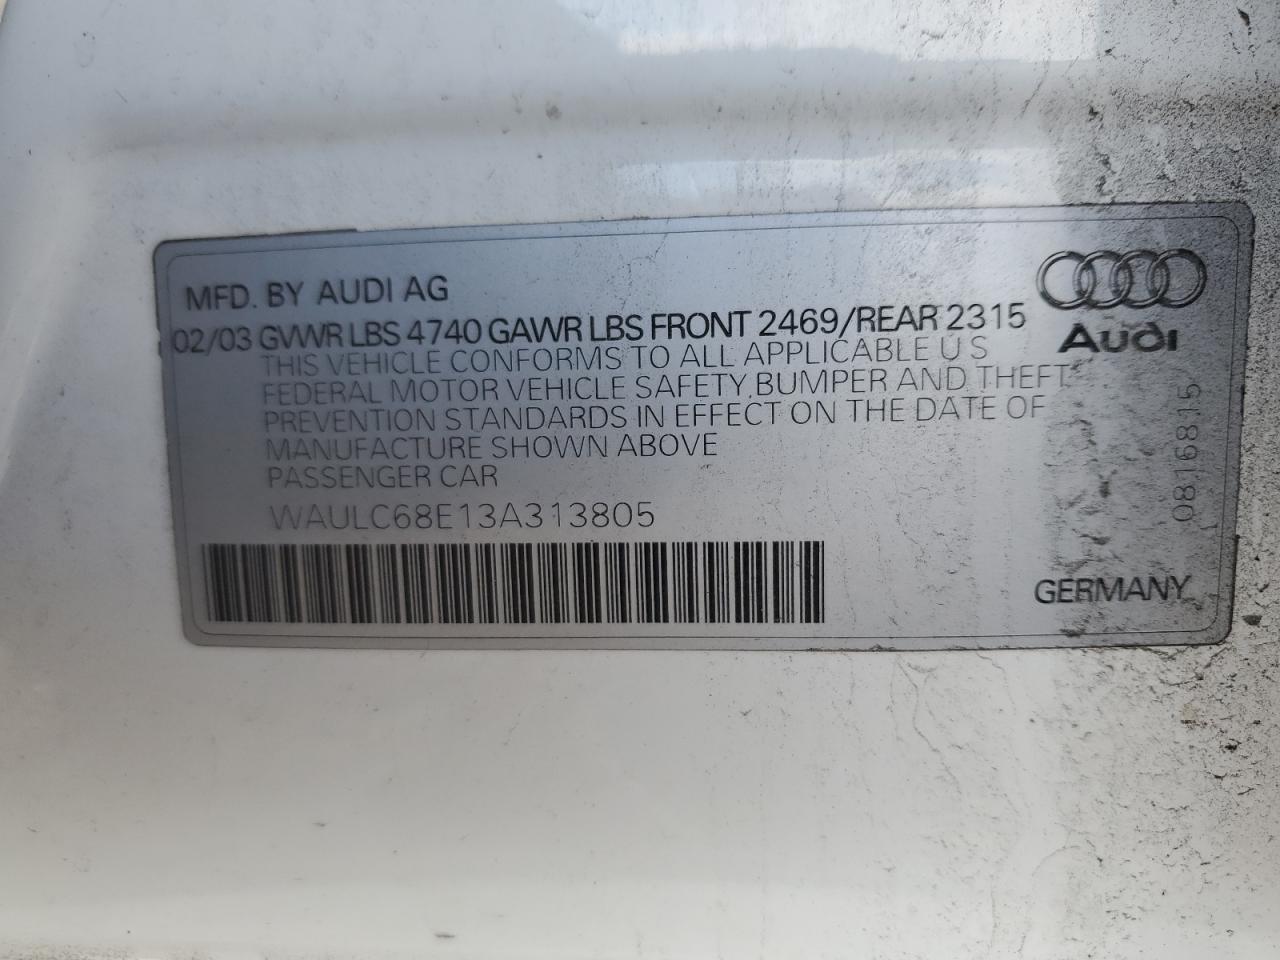 MFD. BY AUDI AG
02/03 GVWR LBS 4740 GAWR LBS FRONT 2469/REAR 2315
THIS VEHICLE CONFORMS TO ALL APPLICABLE U S
FEDERAL MOTOR VEHICLE SAFETY, BUMPER AND THEFT
PREVENTION STANDARDS IN EFFECT ON THE DATE OF
MANUFACTURE SHOWN ABOVE
PASSENGER CAR
WAULC68E13A313805
Audi
08.16815
GERMANY